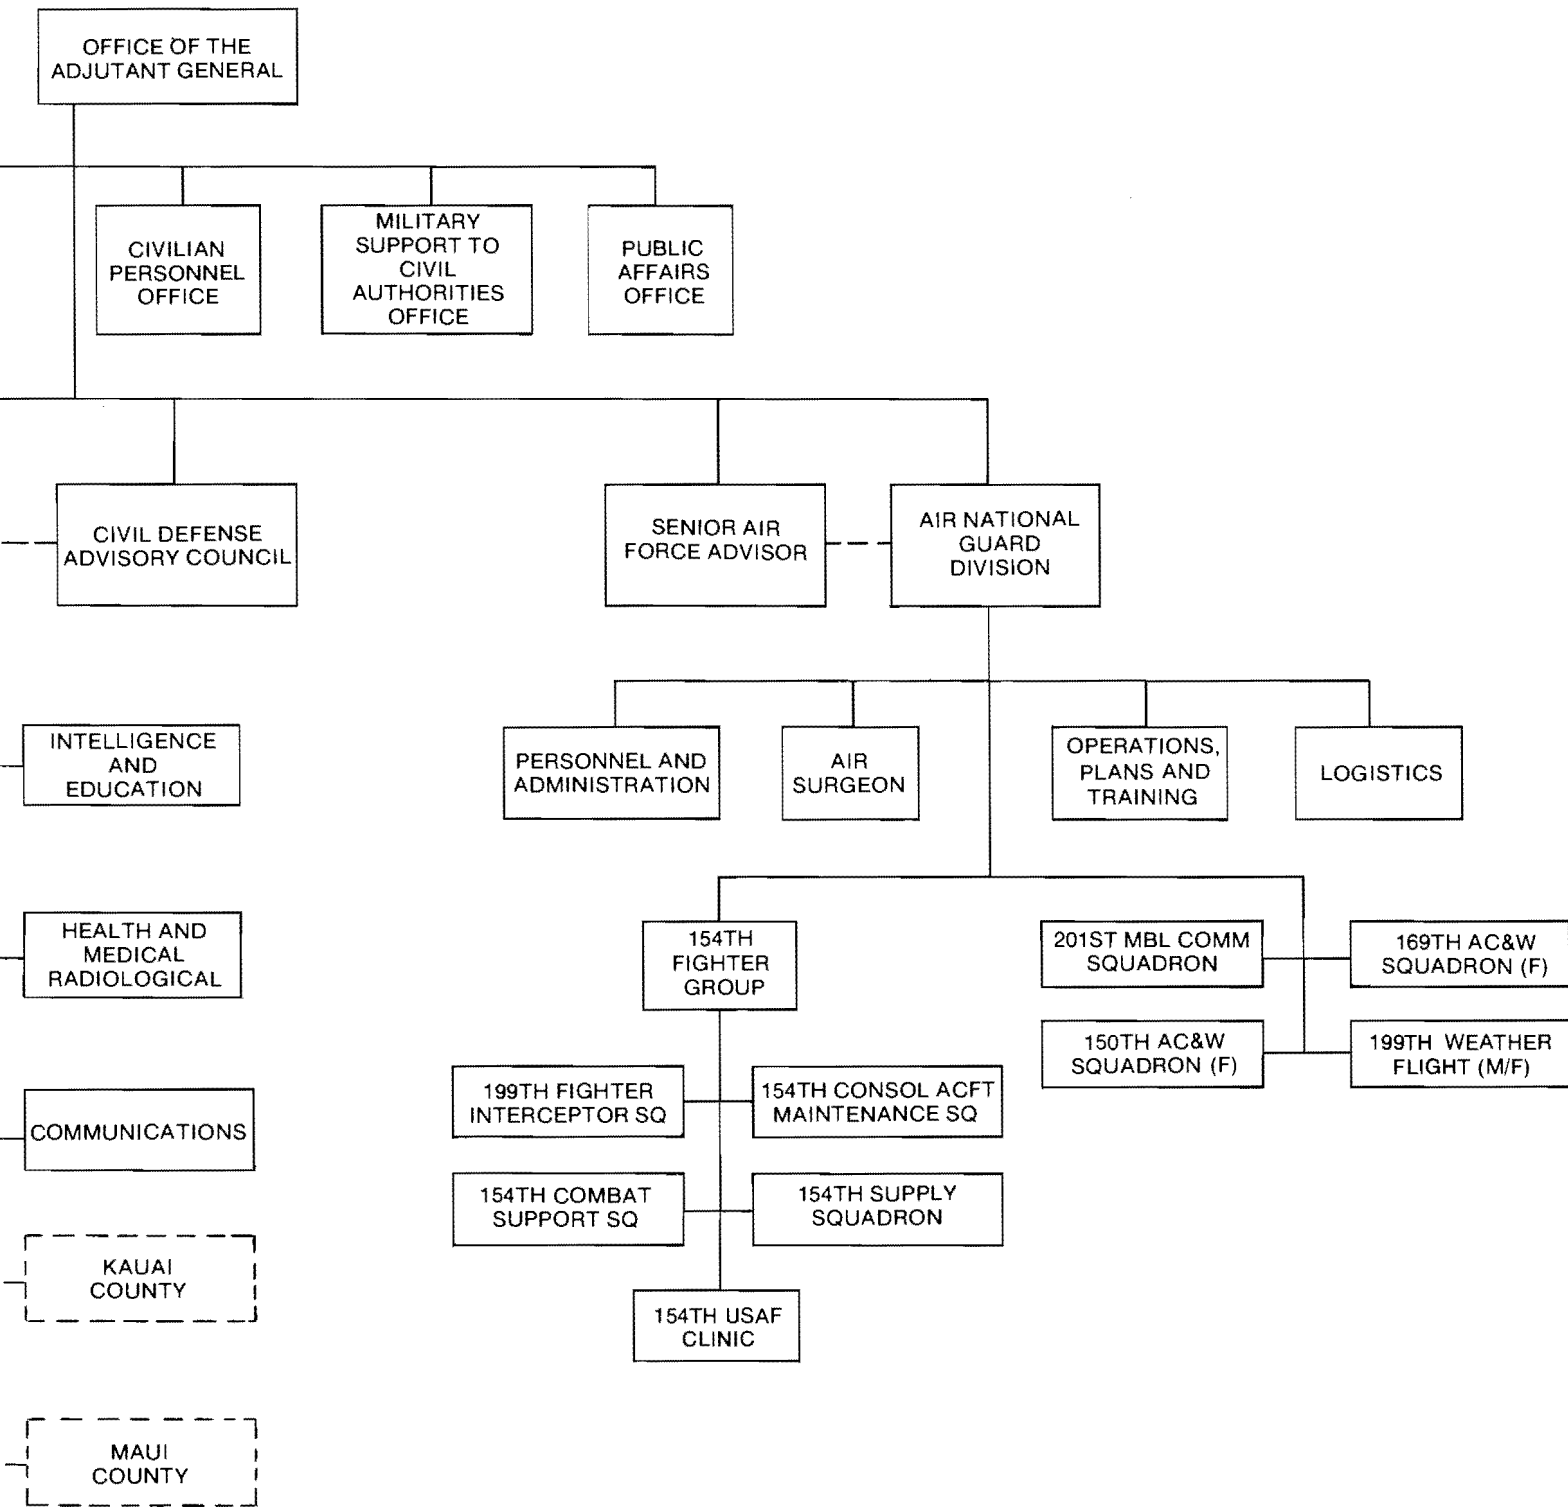 OFFICE OF THE
ADJUTANT GENERAL
CIVILIAN
PERSONNEL
OFFICE
MILITARY
SUPPORT TO
CIVIL
AUTHORITIES
OFFICE
PUBLIC
AFFAIRS
OFFICE
CIVIL DEFENSE
ADVISORY COUNCIL
SENIOR AIR
FORCE ADVISOR
AIR NATIONAL
GUARD
DIVISION
INTELLIGENCE
AND
EDUCATION
PERSONNEL AND
ADMINISTRATION
AIR
SURGEON
OPERATIONS,
PLANS AND
TRAINING
LOGISTICS
HEALTH AND
MEDICAL
RADIOLOGICAL
154TH
FIGHTER
GROUP
201ST MBL COMM
SQUADRON
169TH AC&W
SQUADRON (F)
150TH AC&W
SQUADRON (F)
199TH WEATHER
FLIGHT (M/F)
COMMUNICATIONS
199TH FIGHTER
INTERCEPTOR SQ
154TH CONSOL ACFT
MAINTENANCE SQ
154TH COMBAT
SUPPORT SQ
154TH SUPPLY
SQUADRON
KAUAI
COUNTY
154TH USAF
CLINIC
MAUI
COUNTY